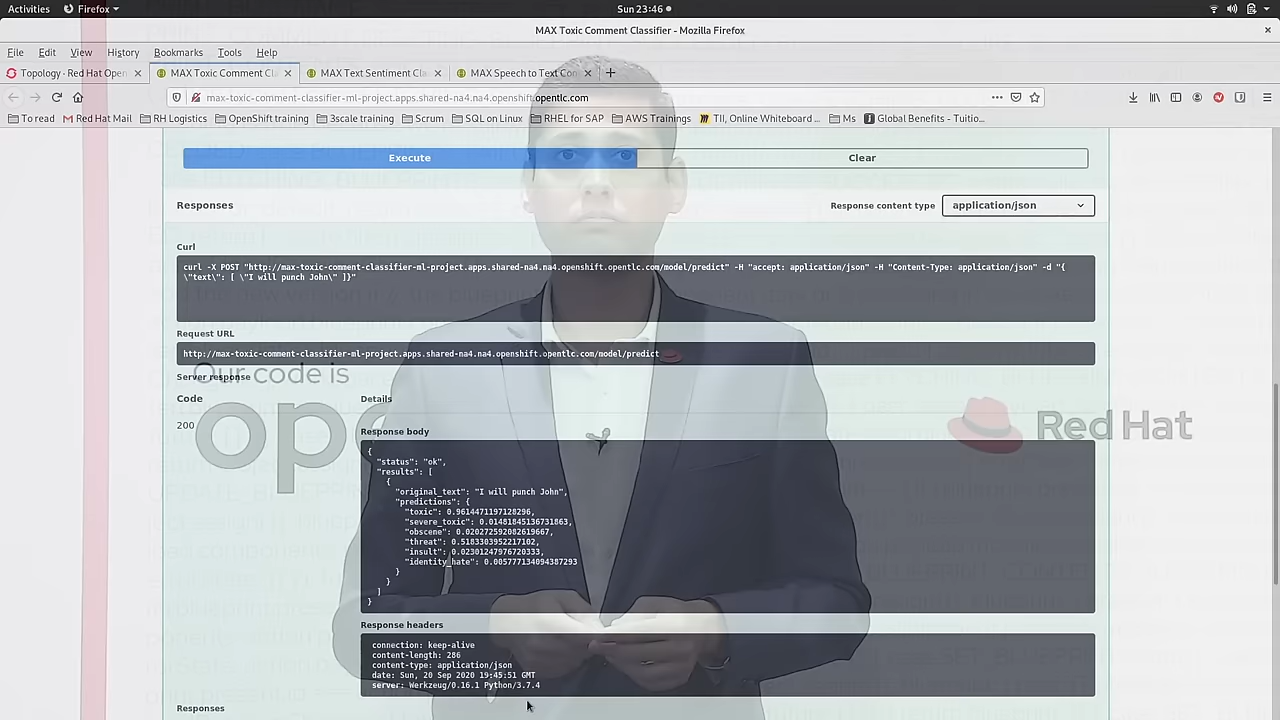 Activities
Firefox
Sun 23:46
MAX Toxic Comment Classifier - Mozilla Firefox
File Edit View History Bookmarks Tools Help
Topology · Red Hat Ope
MAX Toxic Comment Cl
MAX Text Sentiment Cla
MAX Speech to Text Co
max-toxic-comment-classifier-ml-project.apps.shared-na4.na4.openshift.opentlc.com
To read
Red Hat Mail
RH Logistics
OpenShift training
3scale training
Scrum
SQL on Linux
RHEL for SAP
AWS Trainings
TII, Online Whiteboard ...
Ms
Global Benefits - Tuitio...
Execute
Clear
Responses
Response content type
application/json
Curl
curl -X POST "http://max-toxic-comment-classifier-ml-project.apps.shared-na4.na4.openshift.opentlc.com/model/predict" -H "accept: application/json" -H "Content-Type: application/json" -d "{
\"text\": [ \"I will punch John\" ]}"
Request URL
http://max-toxic-comment-classifier-ml-project.apps.shared-na4.na4.openshift.opentlc.com/model/predict
Our code is
Server response
Code
Details
200
ope
Red Hat
Response body
{
"status": "ok",
"results": [
{
"original_text": "I will punch John",
"predictions": {
"toxic": 0.9614471197128296,
"severe_toxic": 0.01481845136731863,
"obscene": 0.020272592082619667,
"threat": 0.5183303952217102,
"insult": 0.02301247976720333,
"identity_hate": 0.005777134094387293
}
}
]
}
Response headers
connection: keep-alive
content-length: 286
content-type: application/json
date: Sun, 20 Sep 2020 19:45:51 GMT
server: Werkzeug/0.16.1 Python/3.7.4
Responses